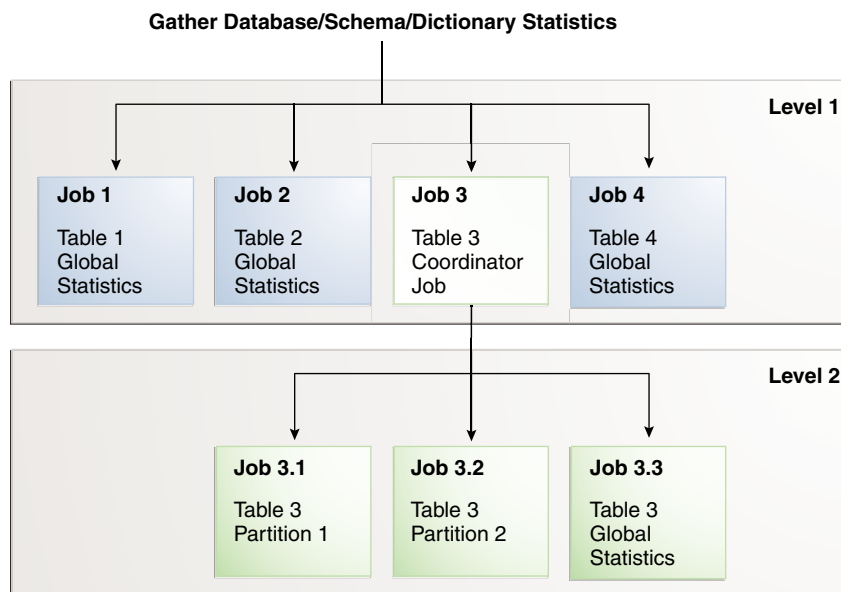 Gather Database/Schema/Dictionary Statistics
Level 1
Job 1
Table 1
Global
Statistics
Job 2
Table 2
Global
Statistics
Job 3
Table 3
Coordinator
Job
Job 4
Table 4
Global
Statistics
Level 2
Job 3.1
Table 3
Partition 1
Job 3.2
Table 3
Partition 2
Job 3.3
Table 3
Global
Statistics